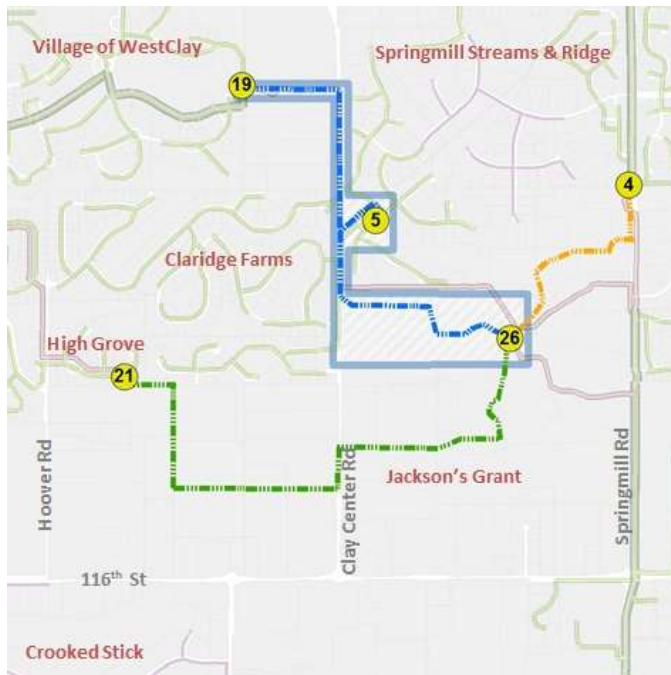 Village of WestClay
Springmill Streams & Ridge
19
4
5
Claridge Farms
26
High Grove
21
Jackson's Grant
Hoover Rd
Clay Center Rd
Springmill Rd
116th St
Crooked Stick